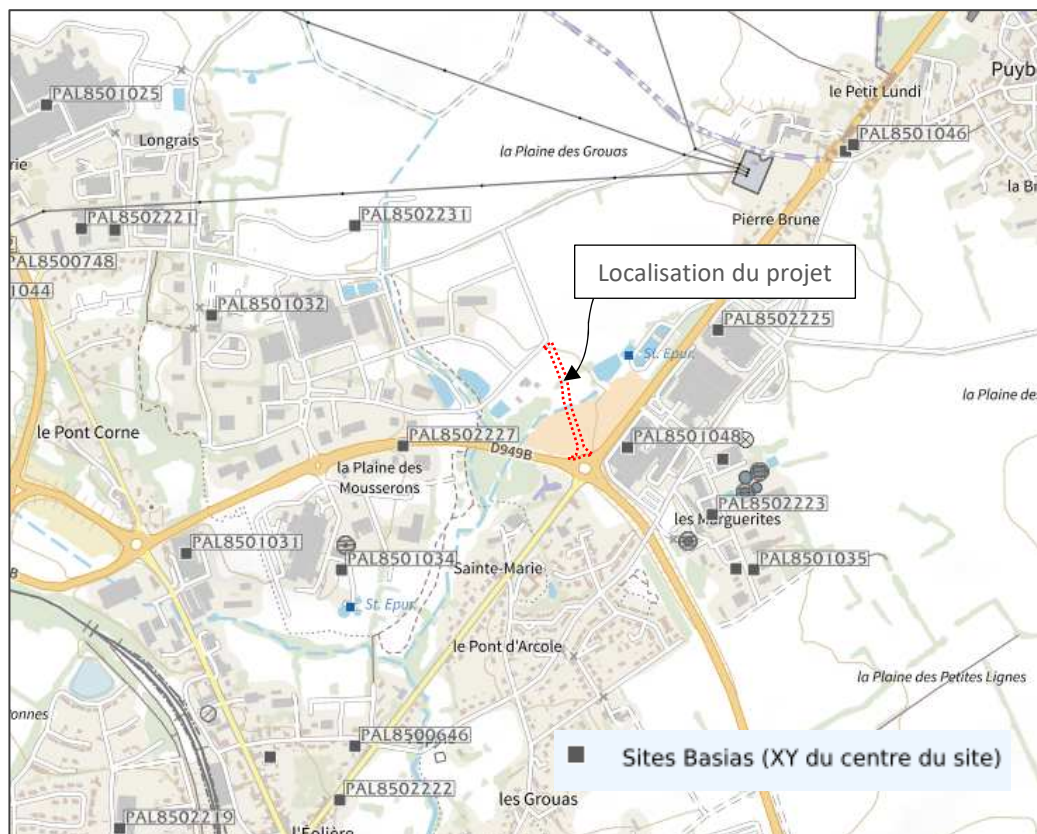 le Petit Lundi
Puyb
PAL8501025
PAL8501046
Longrais
la Plaine des Grouas
rie
la B
Pierre Brune
PAL8502221
PAL8502231
PAL8500748
1044
Localisation du projet
PAL8501032
PAL8502225
St. Epur.
la Plaine des
le Pont Corne
PAL8502227
D949B
PAL8501048
la Plaine des
Mousserons
PAL8502223
les Marguerites
PAL8501031
PAL8501034
Sainte-Marie
PAL8501035
B
St. Epur.
le Pont d'Arcole
la Plaine des Petites Lignes
onnes
PAL8500646
Sites Basias (XY du centre du site)
PAL8502222
les Grouas
PAL8502219
l'Éolière